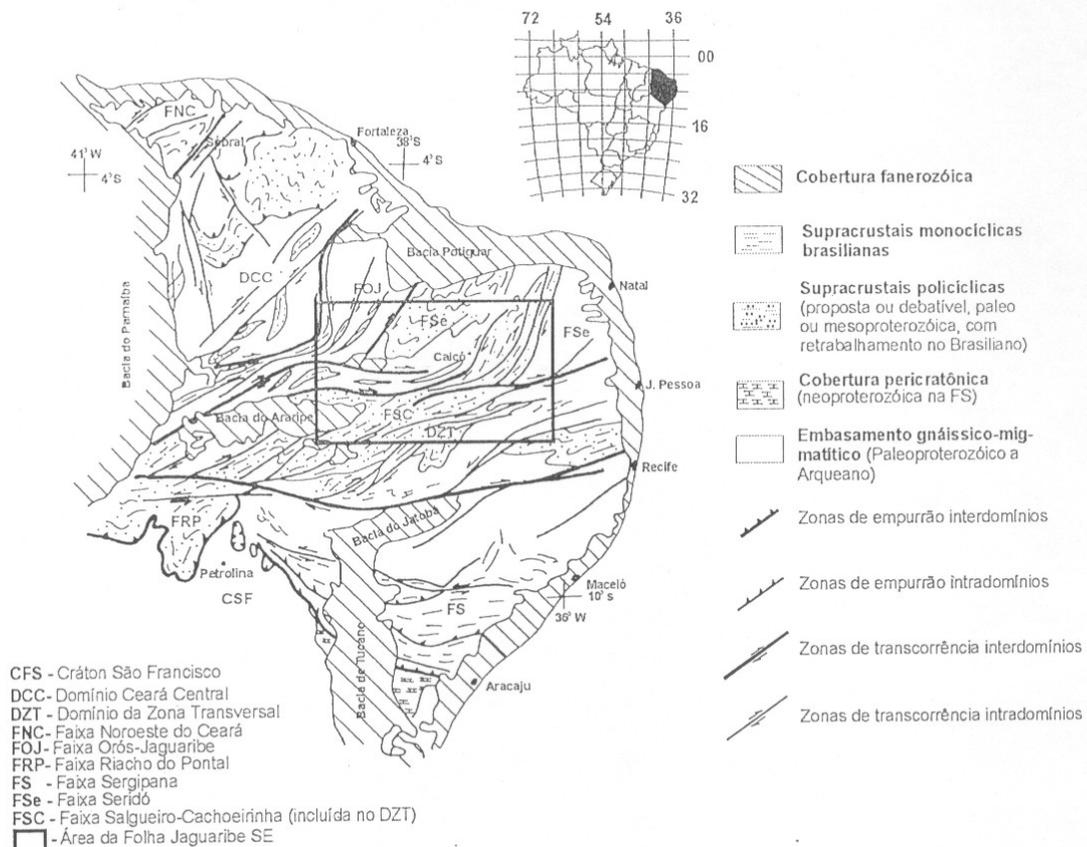 72 54 36
00
16
32
FNC
Sobral
Fortaleza
41° W
4° S
38° S
4° S
Bacia Potiguar
DCC
FOJ
FSe
Natal
FSe
Caicó
Bacia do Parnaíba
J. Pessoa
Bacia do Araripe
FSC
DZT
Recife
FRP
Bacia do Jatobá
Petrolina
CSF
Maceió
10° s
36° W
FS
Bacia de Tucano
Aracaju
Cobertura fanerozóica
Supracrustais monocíclicas
brasilianas
Supracrustais policíclicas
(proposta ou debatível, paleo
ou mesoproterozóica, com
retrabalhamento no Brasiliano)
Cobertura pericratônica
(neoproterozóica na FS)
Embasamento gnáissico-mig-
matítico (Paleoproterozóico a
Arqueano)
Zonas de empurrão interdomínios
Zonas de empurrão intradomínios
Zonas de transcorrência interdomínios
Zonas de transcorrência intradomínios
CFS - Cráton São Francisco
DCC - Domínio Ceará Central
DZT - Domínio da Zona Transversal
FNC - Faixa Noroeste do Ceará
FOJ - Faixa Orós-Jaguaribe
FRP - Faixa Riacho do Pontal
FS - Faixa Sergipana
FSe - Faixa Seridó
FSC - Faixa Salgueiro-Cachoeirinha (incluída no DZT)
- Área da Folha Jaguaribe SE